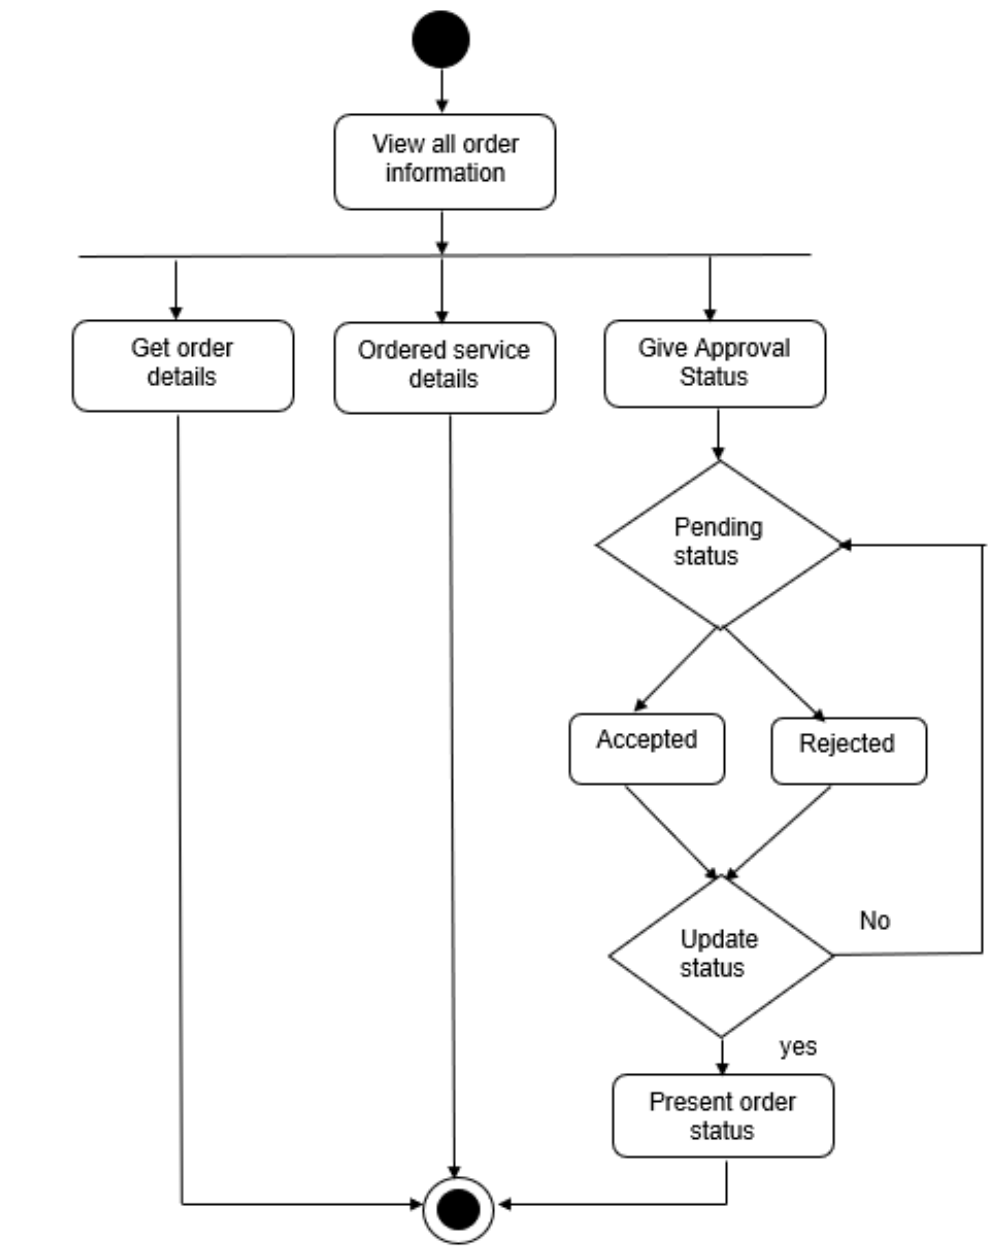 View all order
information
Get order
details
Ordered service
details
Give Approval
Status
Pending
status
Accepted
Rejected
Update
status
No
yes
Present order
status